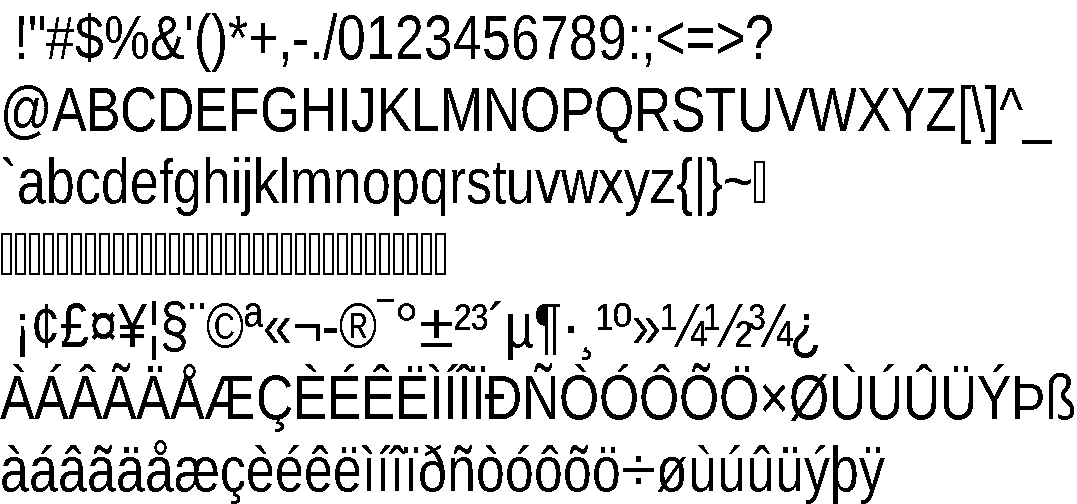 !"#$%&'()*+,-./0123456789:;<=>?
@ABCDEFGHIJKLMNOPQRSTUVWXYZ[\]^_
`abcdefghijklmnopqrstuvwxyz{|}~
¡¢£¤¥¦§¨©ª«¬-®¯°±²³´µ¶·¸¹º»¼½¾¿
ÀÁÂÃÄÅÆÇÈÉÊËÌÍÎÏÐÑÒÓÔÕÖ×ØÙÚÛÜÝÞß
àáâãäåæçèéêëìíîïðñòóôõö÷øùúûüýþÿ